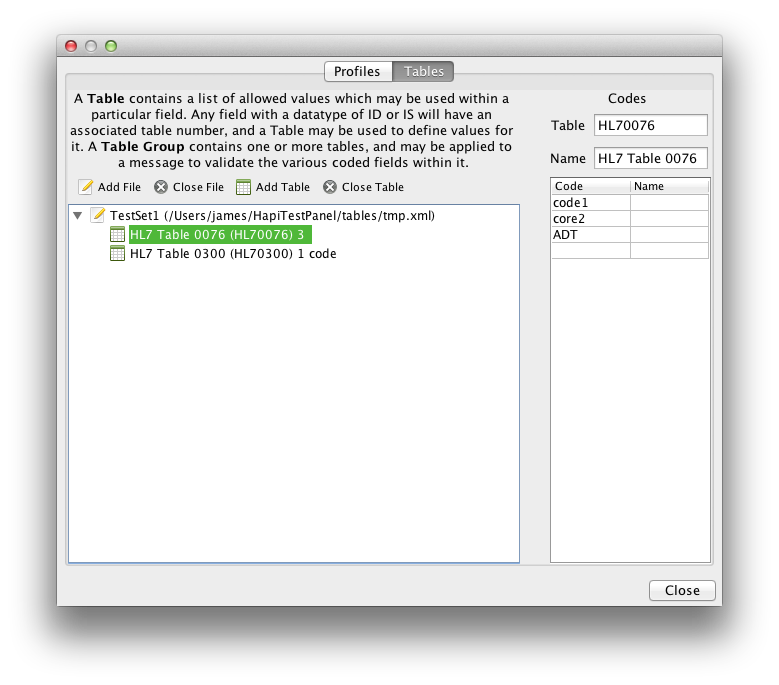 Profiles Tables
A Table contains a list of allowed values which may be used within a
particular field. Any field with a datatype of ID or IS will have an
associated table number, and a Table may be used to define values for
it. A Table Group contains one or more tables, and may be applied to
a message to validate the various coded fields within it.
Add File Close File Add Table Close Table
TestSet1 (/Users/james/HapiTestPanel/tables/tmp.xml)
HL7 Table 0076 (HL70076) 3
HL7 Table 0300 (HL70300) 1 code
Codes
Table HL70076
Name HL7 Table 0076
Code Name
code1
core2
ADT
Close